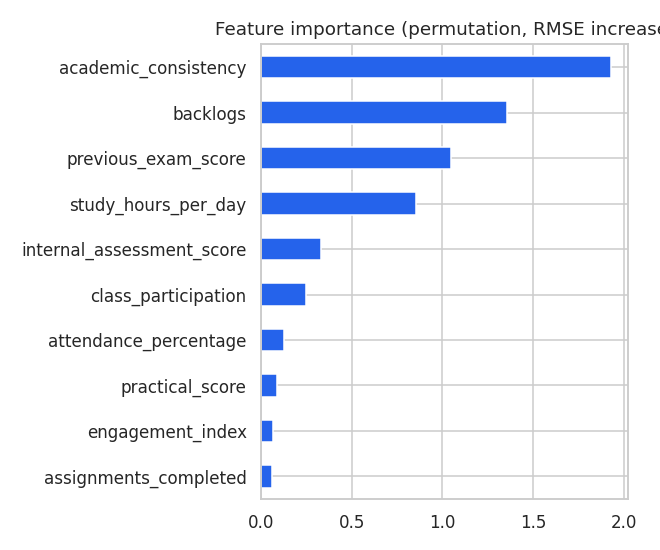 Feature importance (permutation, RMSE increase
academic_consistency
backlogs
previous_exam_score
study_hours_per_day
internal_assessment_score
class_participation
attendance_percentage
practical_score
engagement_index
assignments_completed
0.0 0.5 1.0 1.5 2.0